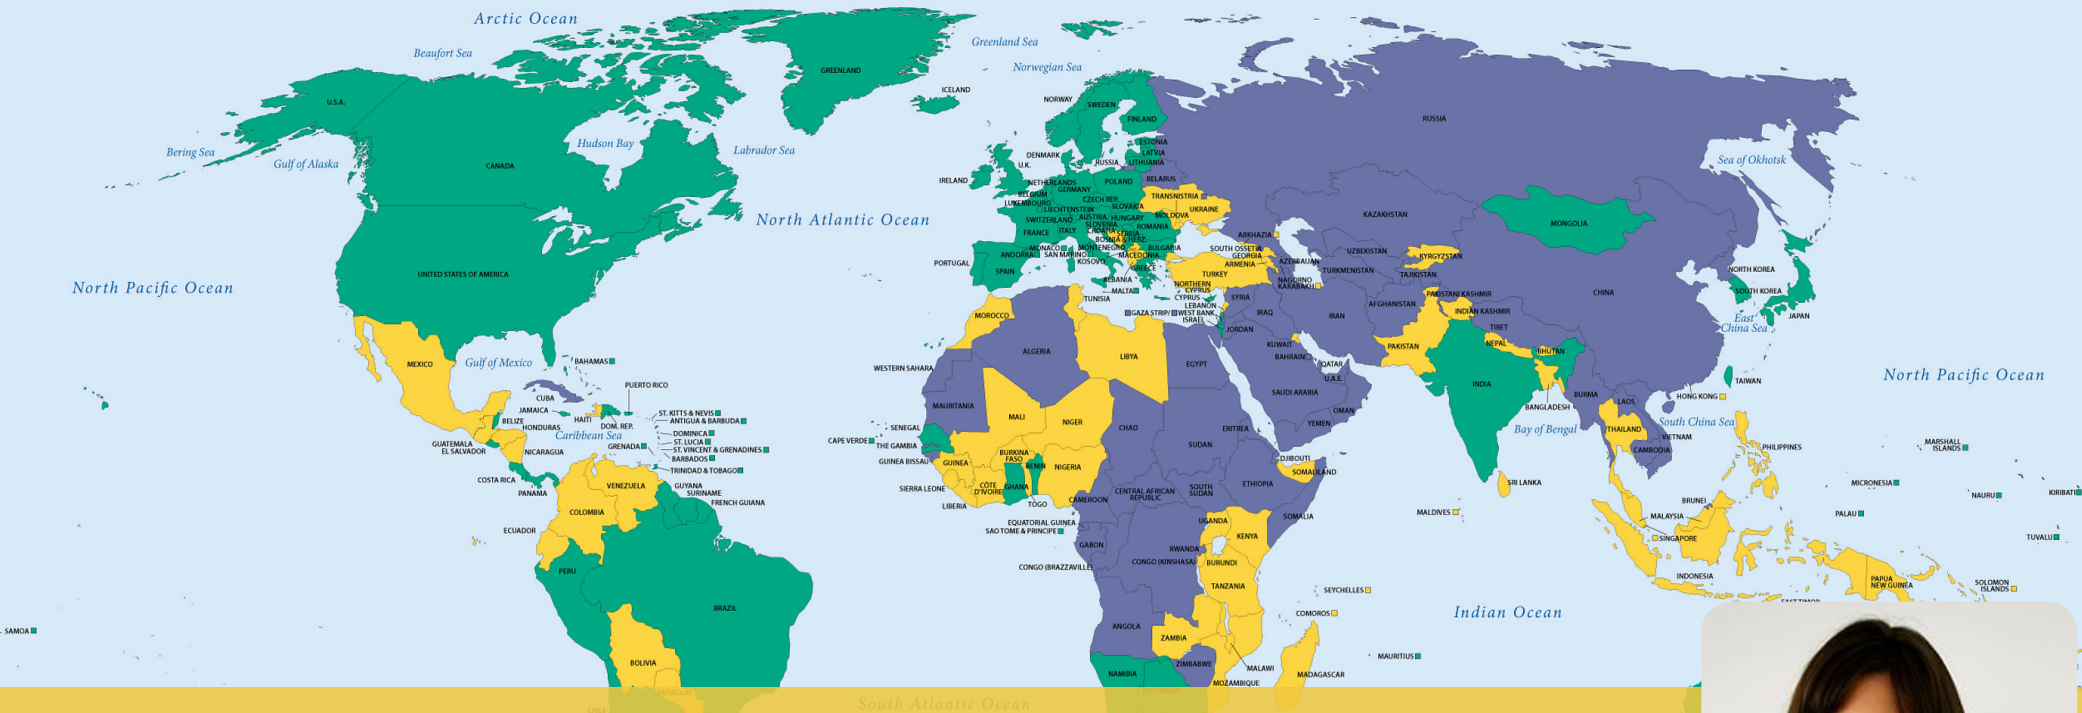 Arctic Ocean
Beaufort Sea
Greenland Sea
Norwegian Sea
GREENLAND
ICELAND
U.S.A.
NORWAY
SWEDEN
FINLAND
RUSSIA
Bering Sea
Gulf of Alaska
CANADA
Hudson Bay
Labrador Sea
Sea of Okhotsk
ESTONIA
LATVIA
LITHUANIA
DENMARK
RUSSIA
U.K.
IRELAND
NETHERLANDS
BELGIUM
LUXEMBOURG
GERMANY
POLAND
BELARUS
CZECH REP.
SLOVAKIA
LIECHTENSTEIN
SWITZERLAND
AUSTRIA
HUNGARY
SLOVENIA
CROATIA
TRANSNISTRIA
UKRAINE
MOLDOVA
ROMANIA
FRANCE
ITALY
SERBIA
BOSNIA & HERZ.
MONACO
SAN MARINO
MONTENEGRO
BULGARIA
ANDORRA
KOSOVO
MACEDONIA
GREECE
ALBANIA
MALTA
PORTUGAL
SPAIN
North Atlantic Ocean
North Pacific Ocean
UNITED STATES OF AMERICA
KAZAKHSTAN
MONGOLIA
ABKHAZIA
SOUTH OSSETIA
GEORGIA
ARMENIA
AZERBAIJAN
NAGORNO
KARABAKH
TURKEY
NORTHERN
CYPRUS
CYPRUS
LEBANON
ISRAEL
GAZA STRIP/
WEST BANK
SYRIA
JORDAN
IRAQ
IRAN
UZBEKISTAN
TURKMENISTAN
KYRGYZSTAN
TAJIKISTAN
AFGHANISTAN
PAKISTANI KASHMIR
INDIAN KASHMIR
CHINA
TIBET
NORTH KOREA
SOUTH KOREA
JAPAN
East
China Sea
TUNISIA
MOROCCO
ALGERIA
LIBYA
EGYPT
WESTERN SAHARA
KUWAIT
BAHRAIN
QATAR
U.A.E.
SAUDI ARABIA
OMAN
YEMEN
PAKISTAN
NEPAL
BHUTAN
INDIA
BANGLADESH
BURMA
LAOS
THAILAND
VIETNAM
CAMBODIA
TAIWAN
HONG KONG
South China Sea
Bay of Bengal
PHILIPPINES
North Pacific Ocean
MEXICO
Gulf of Mexico
BAHAMAS
CUBA
PUERTO RICO
JAMAICA
HAITI
DOM. REP.
BELIZE
HONDURAS
GUATEMALA
EL SALVADOR
NICARAGUA
Caribbean Sea
ST. KITTS & NEVIS
ANTIGUA & BARBUDA
DOMINICA
ST. LUCIA
ST. VINCENT & GRENADINES
GRENADA
BARBADOS
TRINIDAD & TOBAGO
COSTA RICA
PANAMA
VENEZUELA
GUYANA
SURINAME
FRENCH GUIANA
COLOMBIA
ECUADOR
PERU
BRAZIL
BOLIVIA
PARAGUAY
CHILE
SAMOA
CAPE VERDE
MAURITANIA
SENEGAL
THE GAMBIA
GUINEA BISSAU
GUINEA
SIERRA LEONE
LIBERIA
MALI
BURKINA
FASO
CÔTE
D'IVOIRE
GHANA
TOGO
BENIN
NIGER
NIGERIA
CHAD
SUDAN
ERITREA
DJIBOUTI
SOMALILAND
ETHIOPIA
SOMALIA
SOUTH
SUDAN
CENTRAL AFRICAN
REPUBLIC
CAMEROON
EQUATORIAL GUINEA
SAO TOME & PRINCIPE
GABON
CONGO (BRAZZAVILLE)
CONGO (KINSHASA)
UGANDA
KENYA
RWANDA
BURUNDI
TANZANIA
ANGOLA
ZAMBIA
ZIMBABWE
MALAWI
MOZAMBIQUE
NAMIBIA
BOTSWANA
MADAGASCAR
COMOROS
SEYCHELLES
MAURITIUS
MALDIVES
SRI LANKA
Indian Ocean
South Atlantic Ocean
BRUNEI
MALAYSIA
SINGAPORE
INDONESIA
EAST TIMOR
PAPUA
NEW GUINEA
SOLOMON
ISLANDS
MARSHALL
ISLANDS
MICRONESIA
NAURU
KIRIBATI
PALAU
TUVALU